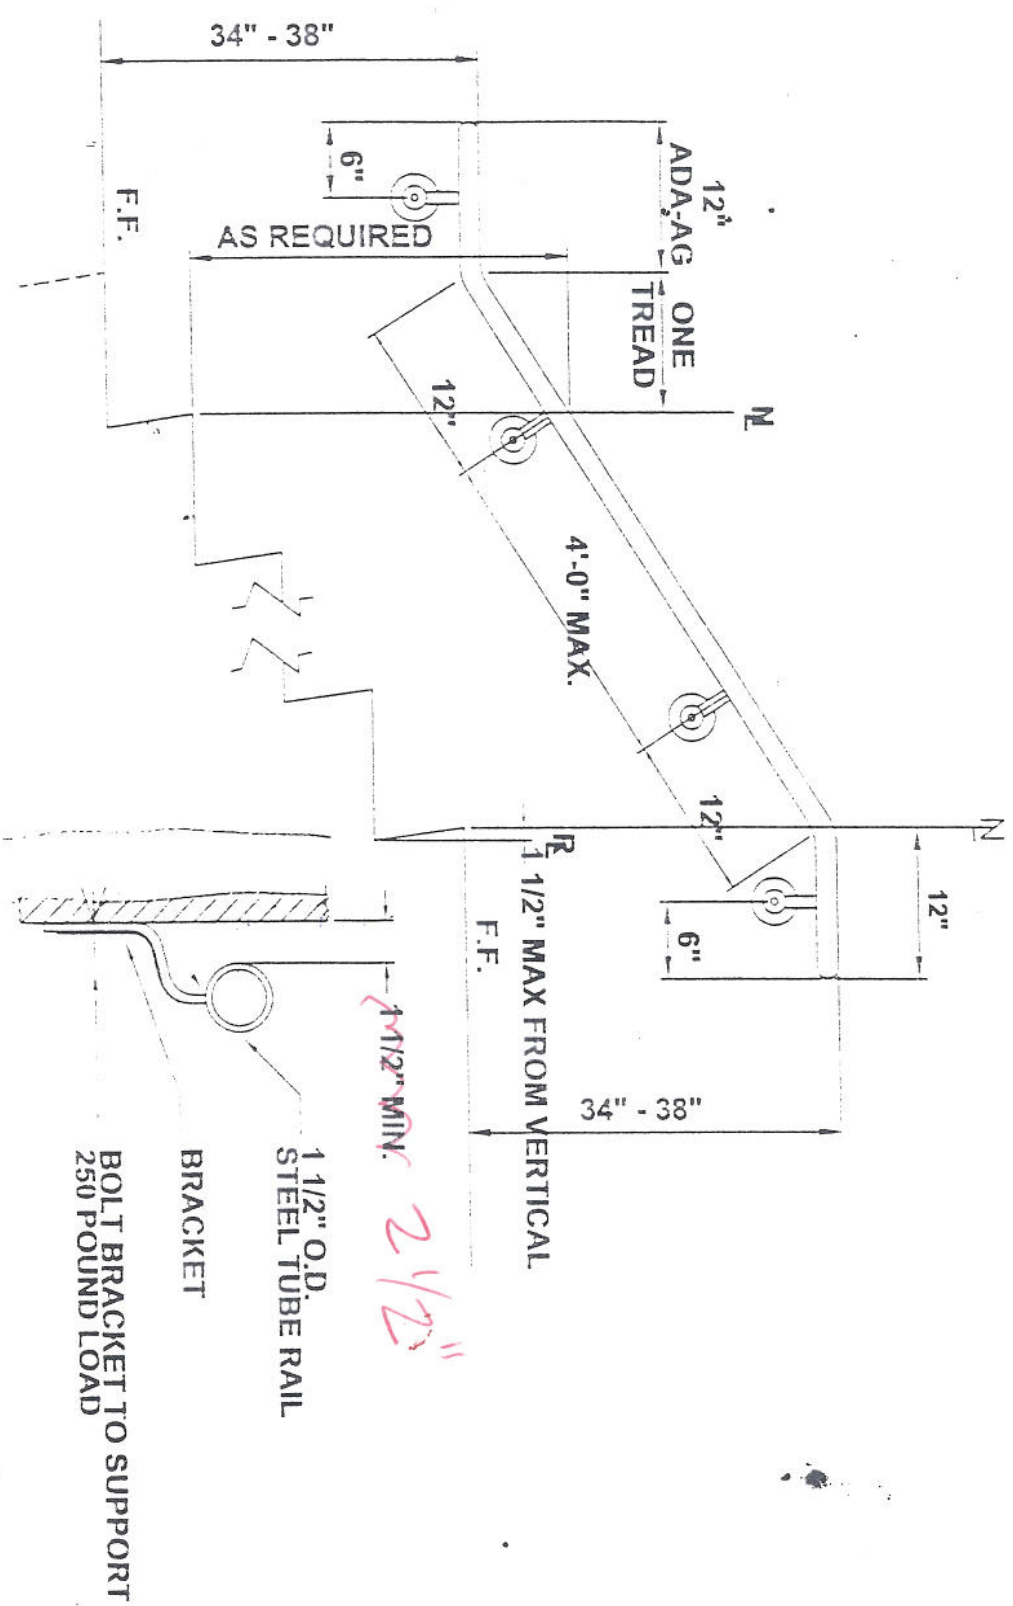 34" - 38"
12"
ADA-AG
ONE
TREAD
6"
AS REQUIRED
F.F.
12"
4'-0" MAX.
12"
12"
6"
F.F.
34" - 38"
1 1/2" MAX FROM VERTICAL
1 1/2" MIN.
2 1/2"
1 1/2" O.D.
STEEL TUBE RAIL
BRACKET
BOLT BRACKET TO SUPPORT
250 POUND LOAD